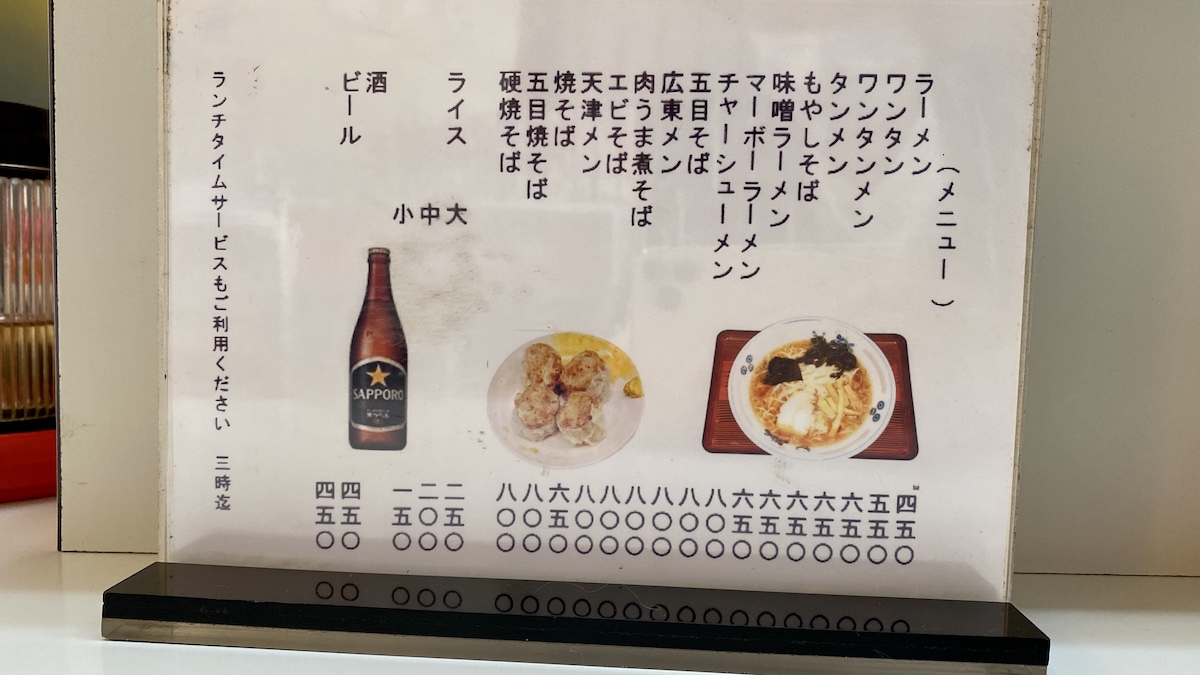 （メニュー）
ラーメン 四五〇
ワンタン 五五〇
ワンタンメン 六五〇
タンメン 六五〇
もやしそば 六五〇
味噌ラーメン 六五〇
マーボーラーメン 六五〇
チャーシューメン 八〇〇
五目そば 八〇〇
広東メン 八〇〇
肉うま煮そば 八〇〇
エビそば 八〇〇
天津メン 八〇〇
焼そば 六五〇
五目焼そば 八〇〇
硬焼そば 八〇〇
ライス 大 二五〇
中 二〇〇
小 一五〇
酒 四五〇
ビール 四五〇
ランチタイムサービスもご利用ください 三時迄
SAPPORO